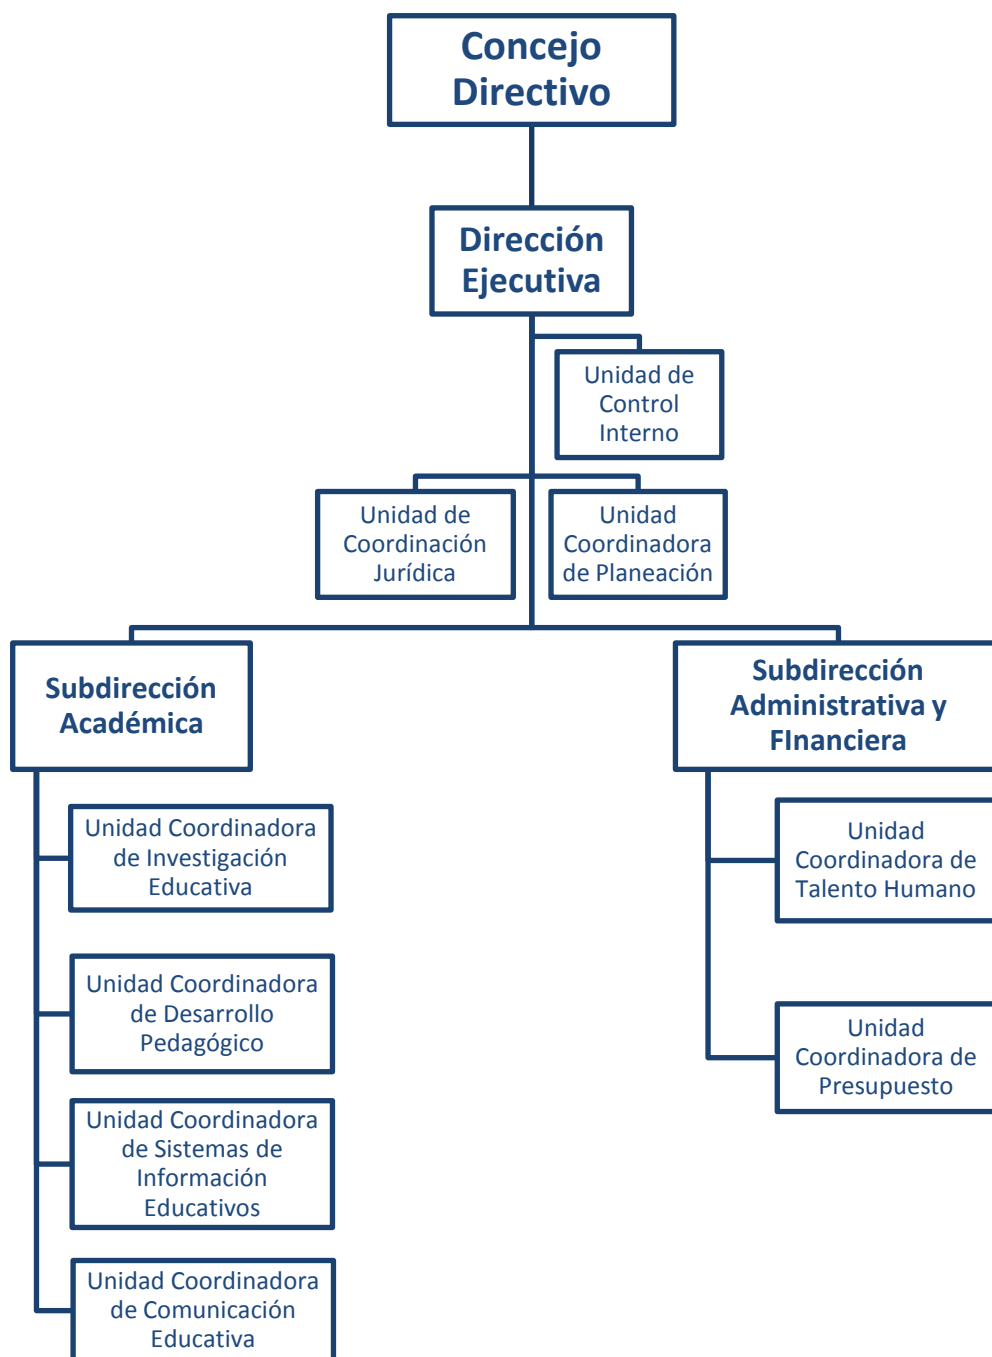 Concejo
Directivo
Dirección
Ejecutiva
Unidad de
Control
Interno
Unidad de
Coordinación
Jurídica
Unidad
Coordinadora
de Planeación
Subdirección
Académica
Subdirección
Administrativa y
FInanciera
Unidad Coordinadora
de Investigación
Educativa
Unidad Coordinadora
de Desarrollo
Pedagógico
Unidad Coordinadora
de Sistemas de
Información
Educativos
Unidad Coordinadora
de Comunicación
Educativa
Unidad
Coordinadora de
Talento Humano
Unidad
Coordinadora de
Presupuesto